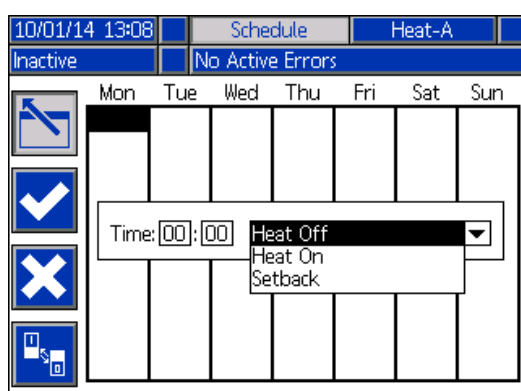 10/01/14 13:08 Schedule Heat-A
Inactive No Active Errors
Mon Tue Wed Thu Fri Sat Sun
Time: 00 : 00 Heat Off
Heat On
Setback